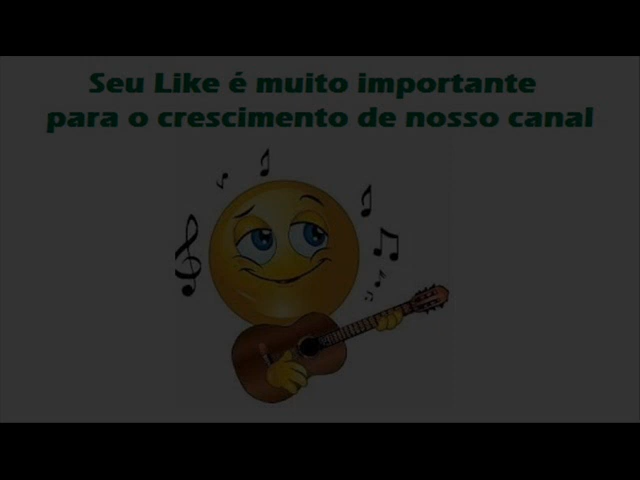 Seu Like é muito importante
para o crescimento de nosso canal